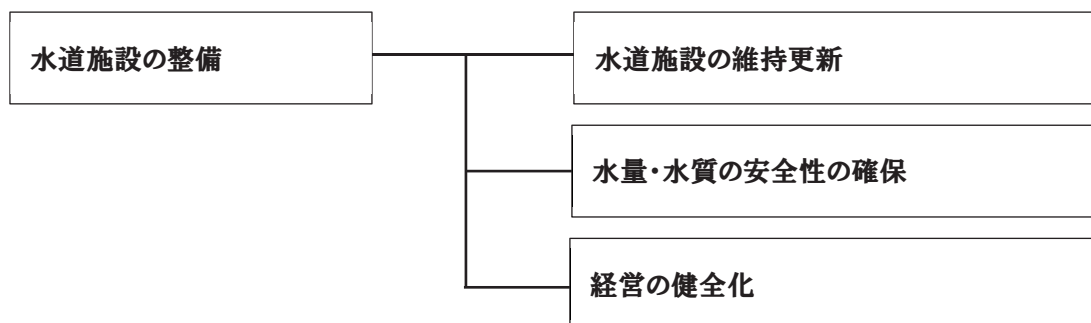 水道施設の整備
水道施設の維持更新
水量・水質の安全性の確保
経営の健全化